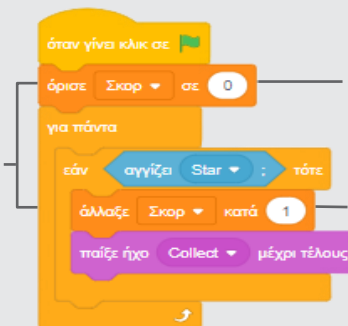 όταν γίνει κλικ σε
όρισε Σκορ σε 0
για πάντα
εάν αγγίζει Star ; τότε
άλλαξε Σκορ κατά 1
παίξε ήχο Collect μέχρι τέλους